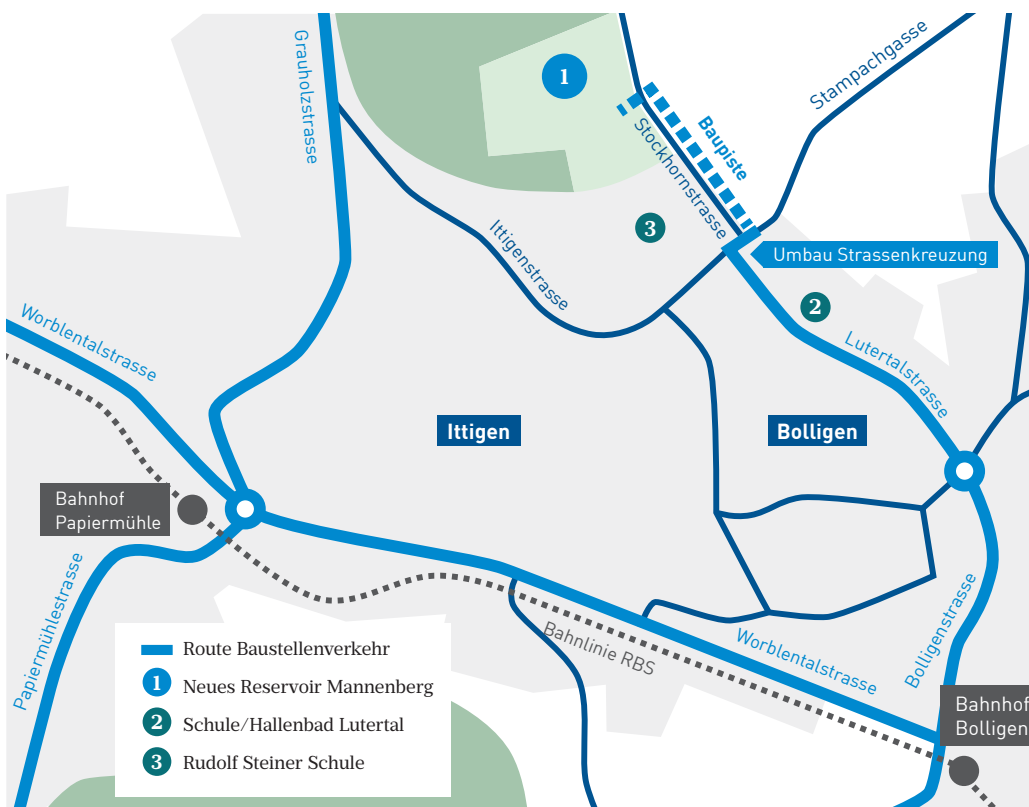 Grauholzstrasse
1
Stampachgasse
Baupiste
Stockhornstrasse
3
Ittigenstrasse
Umbau Strassenkreuzung
2
Worblentalstrasse
Lutertalstrasse
Ittigen
Bolligen
Bahnhof
Papiermühle
Papiermühlestrasse
Bahnlinie RBS
Worblentalstrasse
Bolligenstrasse
Bahnhof
Bolligen
Route Baustellenverkehr
1 Neues Reservoir Mannenberg
2 Schule/Hallenbad Lutertal
3 Rudolf Steiner Schule